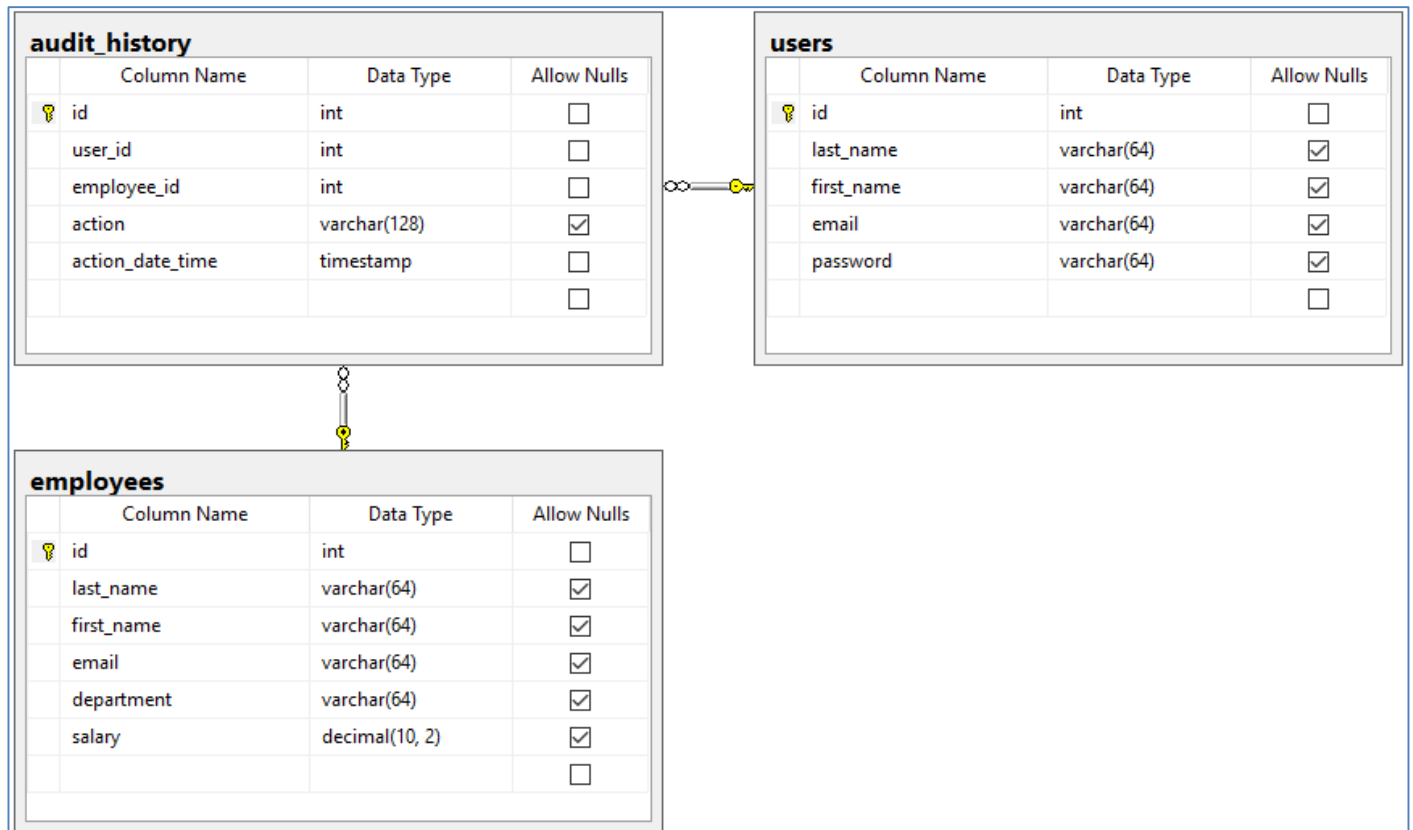 audit_history
Column Name Data Type Allow Nulls
id int
user_id int
employee_id int
action varchar(128)
action_date_time timestamp
users
Column Name Data Type Allow Nulls
id int
last_name varchar(64)
first_name varchar(64)
email varchar(64)
password varchar(64)
employees
Column Name Data Type Allow Nulls
id int
last_name varchar(64)
first_name varchar(64)
email varchar(64)
department varchar(64)
salary decimal(10, 2)